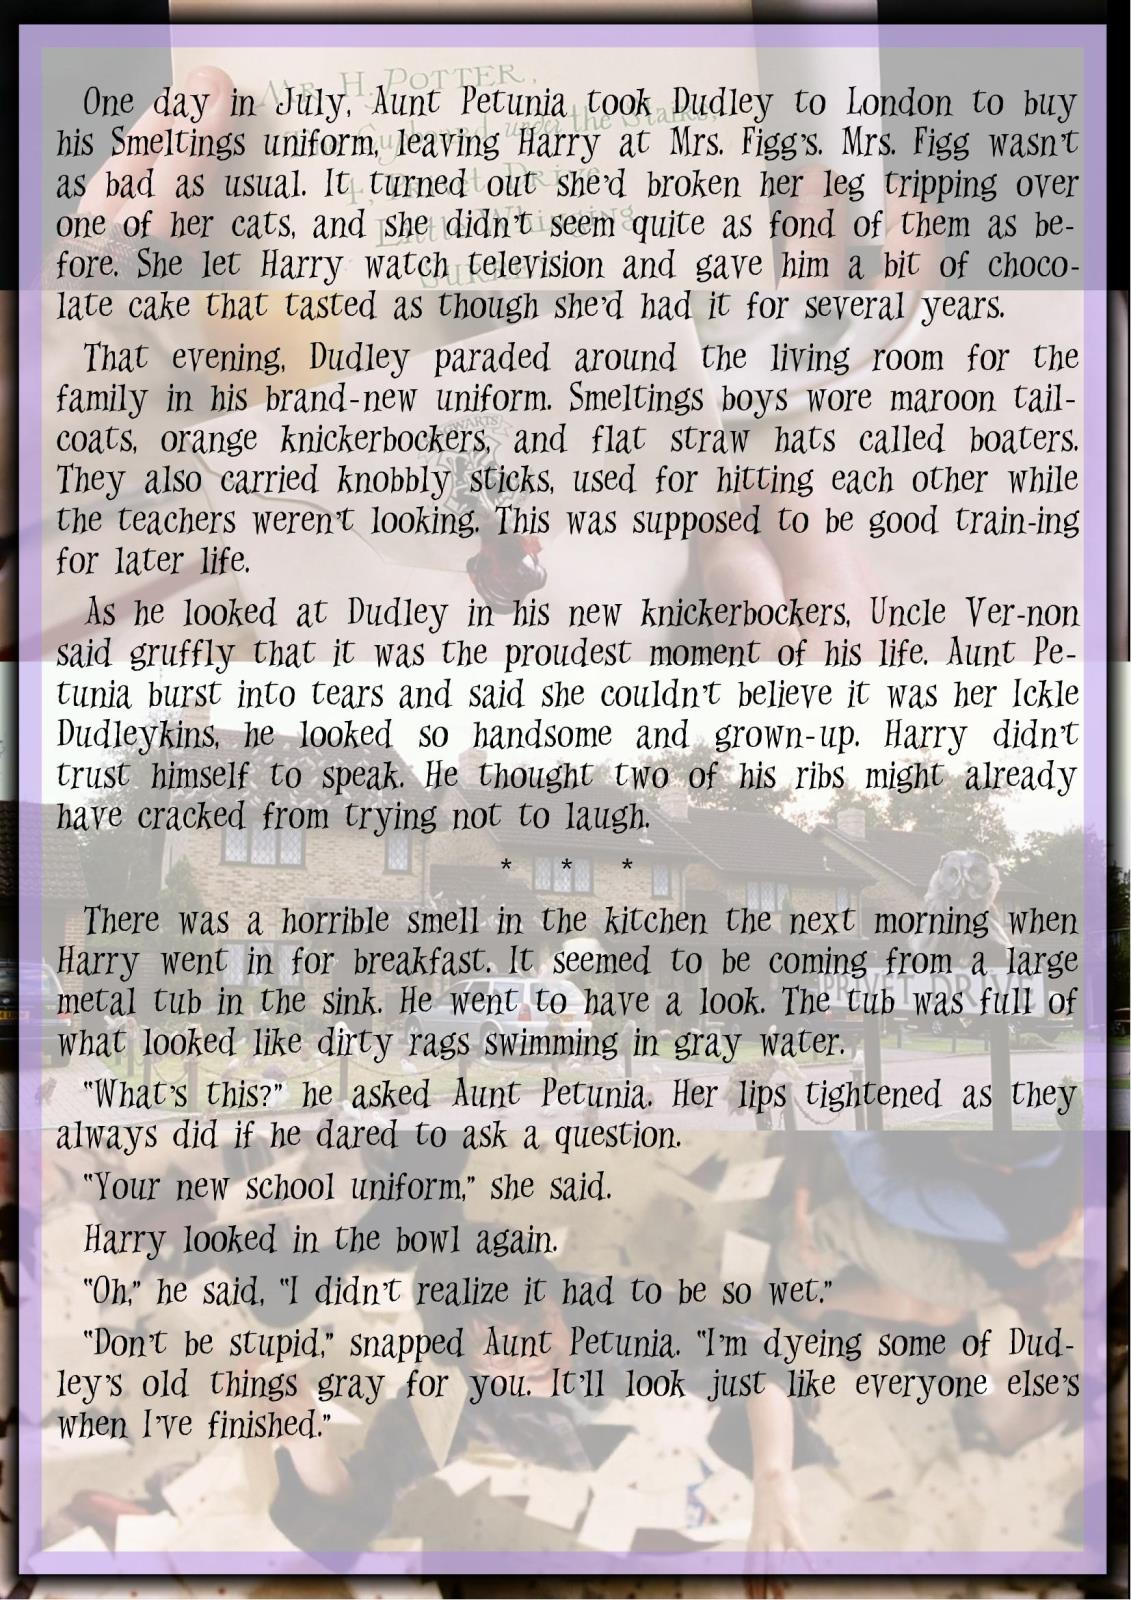 One day in July, Aunt Petunia took Dudley to London to buy
his Smeltings uniform, leaving Harry at Mrs. Figg's. Mrs. Figg wasn't
as bad as usual. It turned out she'd broken her leg tripping over
one of her cats, and she didn't seem quite as fond of them as be-
fore. She let Harry watch television and gave him a bit of choco-
late cake that tasted as though she'd had it for several years.
That evening, Dudley paraded around the living room for the
family in his brand-new uniform. Smeltings boys wore maroon tail-
coats, orange knickerbockers, and flat straw hats called boaters.
They also carried knobbly sticks, used for hitting each other while
the teachers weren't looking. This was supposed to be good train-ing
for later life.
As he looked at Dudley in his new knickerbockers, Uncle Ver-non
said gruffly that it was the proudest moment of his life. Aunt Pe-
tunia burst into tears and said she couldn't believe it was her Ickle
Dudleykins, he looked so handsome and grown-up. Harry didn't
trust himself to speak. He thought two of his ribs might already
have cracked from trying not to laugh.
* * *
There was a horrible smell in the kitchen the next morning when
Harry went in for breakfast. It seemed to be coming from a large
metal tub in the sink. He went to have a look. The tub was full of
what looked like dirty rags swimming in gray water.
"What's this?" he asked Aunt Petunia. Her lips tightened as they
always did if he dared to ask a question.
"Your new school uniform," she said.
Harry looked in the bowl again.
"Oh," he said, "I didn't realize it had to be so wet."
"Don't be stupid," snapped Aunt Petunia. "I'm dyeing some of Dud-
ley's old things gray for you. It'll look just like everyone else's
when I've finished."
Mr. H. POTTER,
The Cupboard under the Stairs,
4, Privet Drive,
Little Whinging,
SURREY
HOGWARTS
PRIVET DRIVE